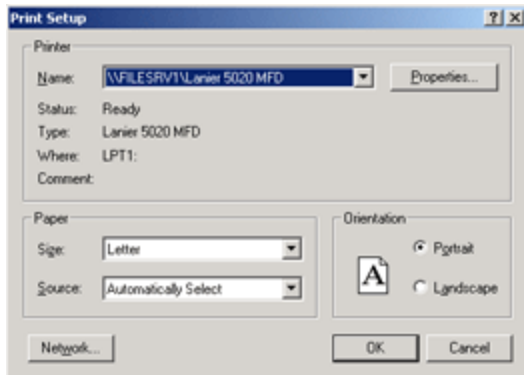 Print Setup
Printer
Name: \\FILESRV1\Lanier 5020 MFD Properties...
Status: Ready
Type: Lanier 5020 MFD
Where: LPT1:
Comment:
Paper
Size: Letter
Source: Automatically Select
Orientation
A
Portrait
Landscape
Network... OK Cancel